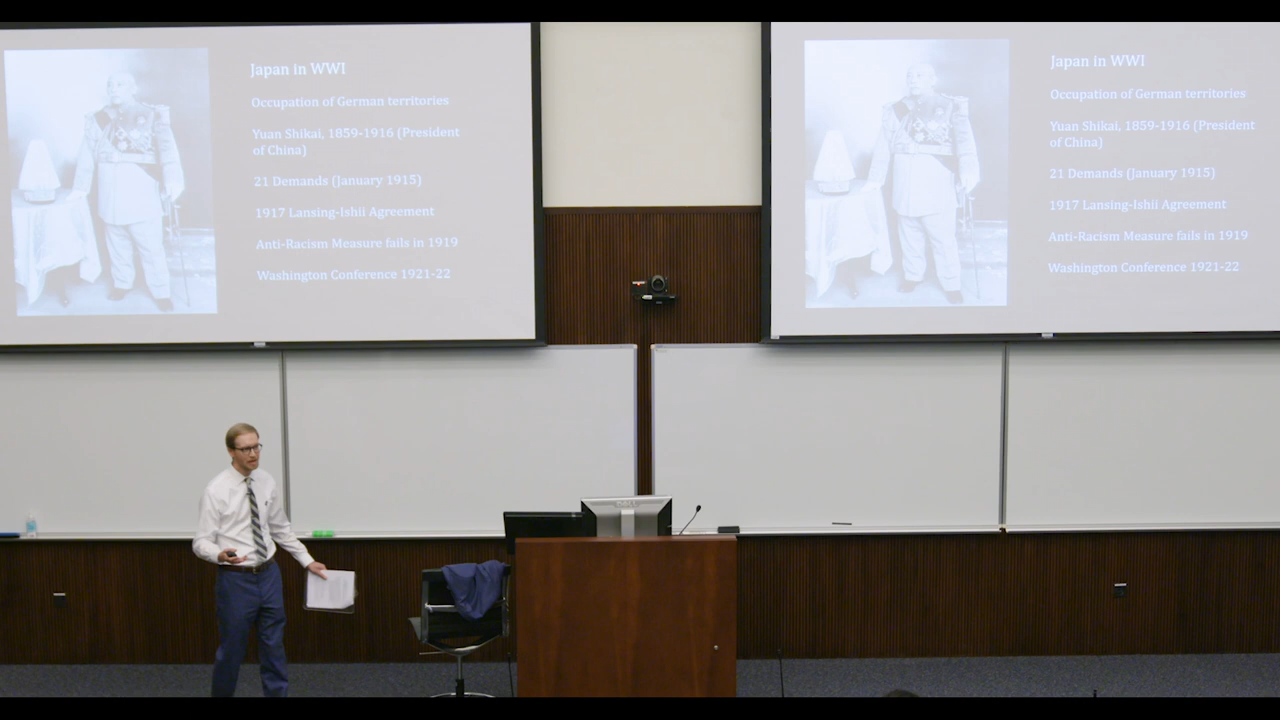 Japan in WWI
Occupation of German territories
Yuan Shikai, 1859-1916 (President
of China)
21 Demands (January 1915)
1917 Lansing-Ishii Agreement
Anti-Racism Measure fails in 1919
Washington Conference 1921-22
Japan in WWI
Occupation of German territories
Yuan Shikai, 1859-1916 (President
of China)
21 Demands (January 1915)
1917 Lansing-Ishii Agreement
Anti-Racism Measure fails in 1919
Washington Conference 1921-22
DELL